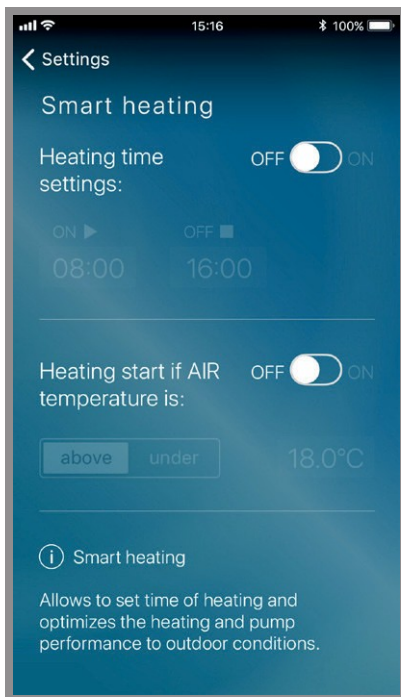 15:16 100%
Settings
Smart heating
Heating time OFF ON
settings:
ON OFF
08:00 16:00
Heating start if AIR OFF ON
temperature is:
above under 18.0°C
Smart heating
Allows to set time of heating and
optimizes the heating and pump
performance to outdoor conditions.